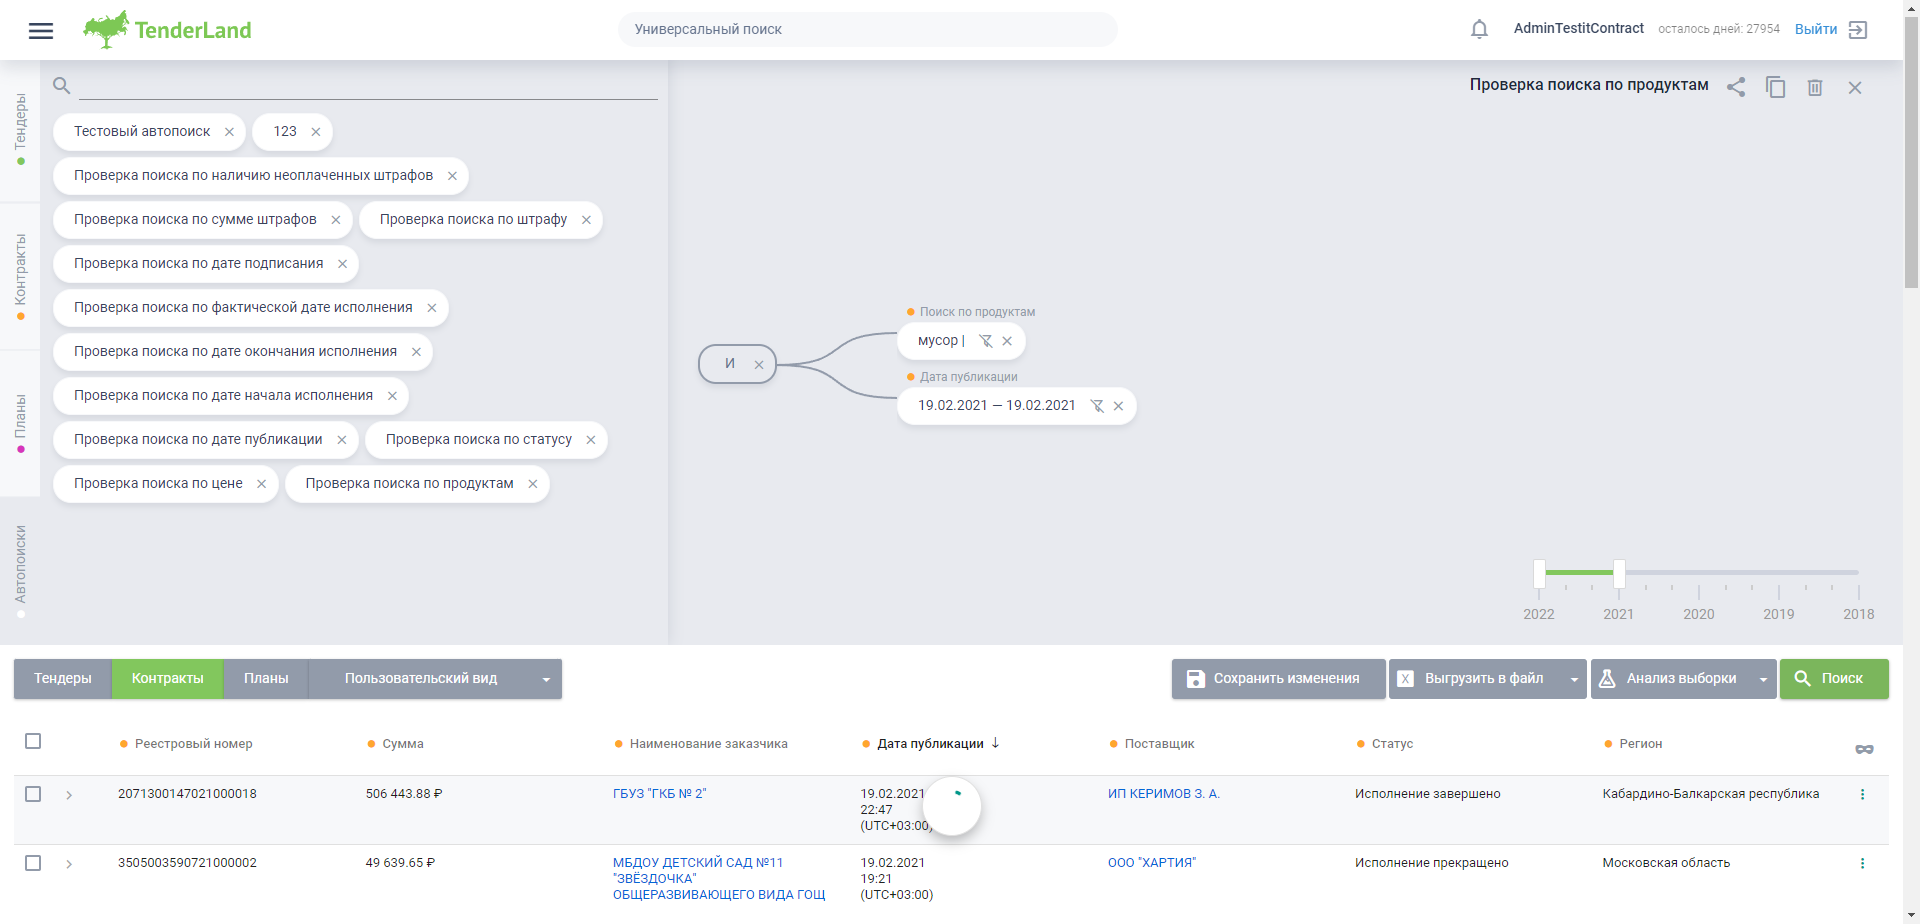 TenderLand
Универсальный поиск
AdminTestitContract
осталось дней: 27954
Выйти
Тендеры
Контракты
Планы
Автопоиски
Тестовый автопоиск
123
Проверка поиска по наличию неоплаченных штрафов
Проверка поиска по сумме штрафов
Проверка поиска по штрафу
Проверка поиска по дате подписания
Проверка поиска по фактической дате исполнения
Проверка поиска по дате окончания исполнения
Проверка поиска по дате начала исполнения
Проверка поиска по дате публикации
Проверка поиска по статусу
Проверка поиска по цене
Проверка поиска по продуктам
Проверка поиска по продуктам
И
Поиск по продуктам
мусор |
Дата публикации
19.02.2021 — 19.02.2021
2022 2021 2020 2019 2018
Тендеры Контракты Планы Пользовательский вид
Сохранить изменения
X Выгрузить в файл
Анализ выборки
Поиск
Реестровый номер Сумма Наименование заказчика Дата публикации Поставщик Статус Регион
2071300147021000018
506 443.88 ₽
ГБУЗ "ГКБ № 2"
19.02.2021
22:47
(UTC+03:00)
ИП КЕРИМОВ З. А.
Исполнение завершено
Кабардино-Балкарская республика
3505003590721000002
49 639.65 ₽
МБДОУ ДЕТСКИЙ САД №11
"ЗВЁЗДОЧКА"
ОБЩЕРАЗВИВАЮЩЕГО ВИДА ГОЩ
19.02.2021
19:21
(UTC+03:00)
ООО "ХАРТИЯ"
Исполнение прекращено
Московская область